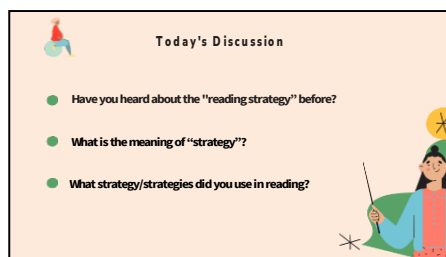 Today's Discussion
Have you heard about the "reading strategy” before?
What is the meaning of “strategy”?
What strategy/strategies did you use in reading?